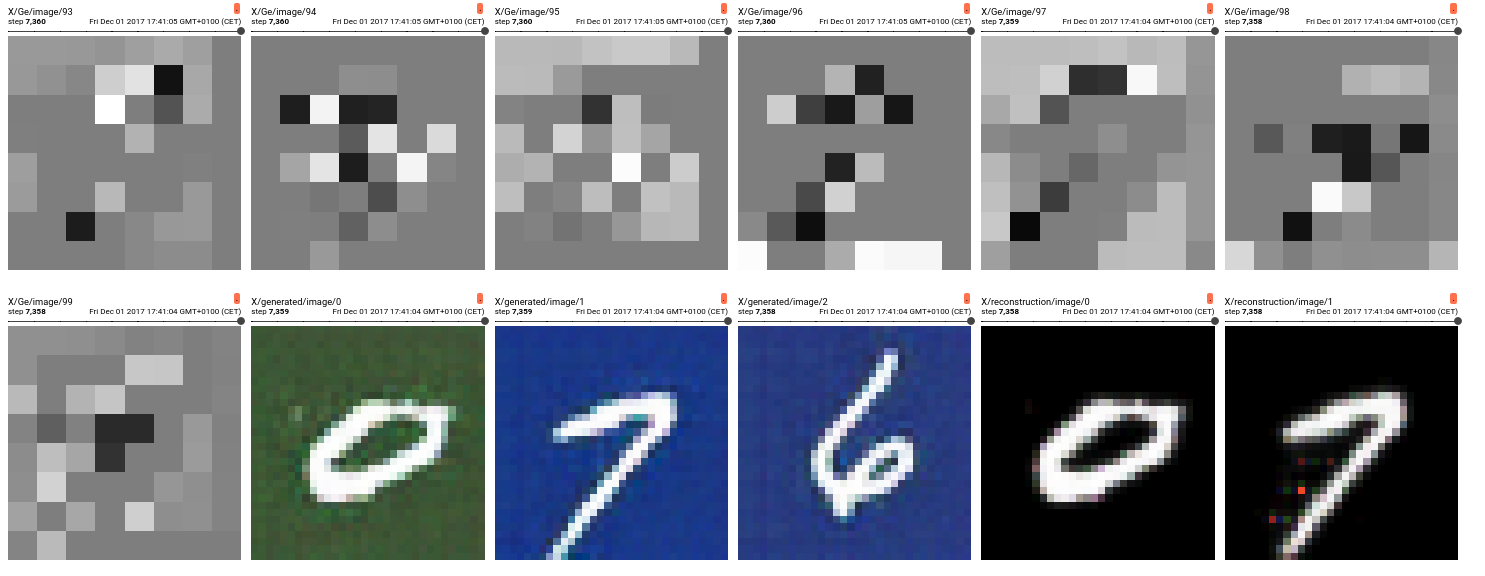 X/Ge/image/93
step 7,360 Fri Dec 01 2017 17:41:05 GMT+0100 (CET)
X/Ge/image/94
step 7,360 Fri Dec 01 2017 17:41:05 GMT+0100 (CET)
X/Ge/image/95
step 7,360 Fri Dec 01 2017 17:41:05 GMT+0100 (CET)
X/Ge/image/96
step 7,360 Fri Dec 01 2017 17:41:05 GMT+0100 (CET)
X/Ge/image/97
step 7,359 Fri Dec 01 2017 17:41:04 GMT+0100 (CET)
X/Ge/image/98
step 7,358 Fri Dec 01 2017 17:41:04 GMT+0100 (CET)
X/Ge/image/99
step 7,358 Fri Dec 01 2017 17:41:04 GMT+0100 (CET)
X/generated/image/0
step 7,359 Fri Dec 01 2017 17:41:04 GMT+0100 (CET)
0
X/generated/image/1
step 7,359 Fri Dec 01 2017 17:41:04 GMT+0100 (CET)
7
X/generated/image/2
step 7,358 Fri Dec 01 2017 17:41:04 GMT+0100 (CET)
6
X/reconstruction/image/0
step 7,358 Fri Dec 01 2017 17:41:04 GMT+0100 (CET)
0
X/reconstruction/image/1
step 7,358 Fri Dec 01 2017 17:41:04 GMT+0100 (CET)
7